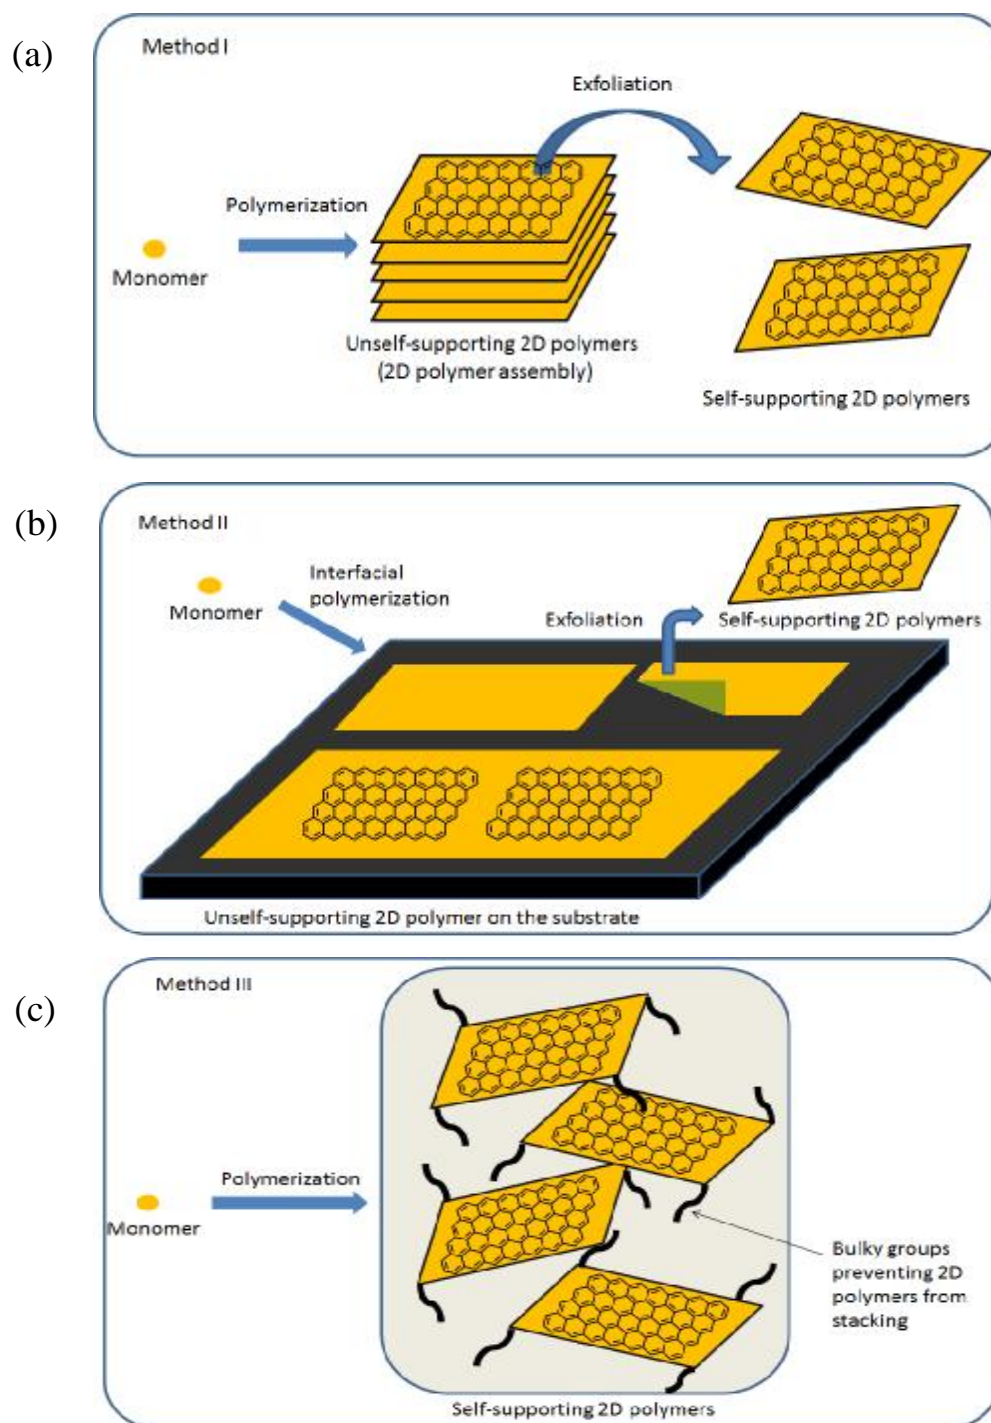 (a)
Method I
Exfoliation
Polymerization
Monomer
Unself-supporting 2D polymers
(2D polymer assembly)
Self-supporting 2D polymers
(b)
Method II
Monomer
Interfacial
polymerization
Exfoliation
Self-supporting 2D polymers
Unself-supporting 2D polymer on the substrate
(c)
Method III
Polymerization
Monomer
Bulky groups
preventing 2D
polymers from
stacking
Self-supporting 2D polymers